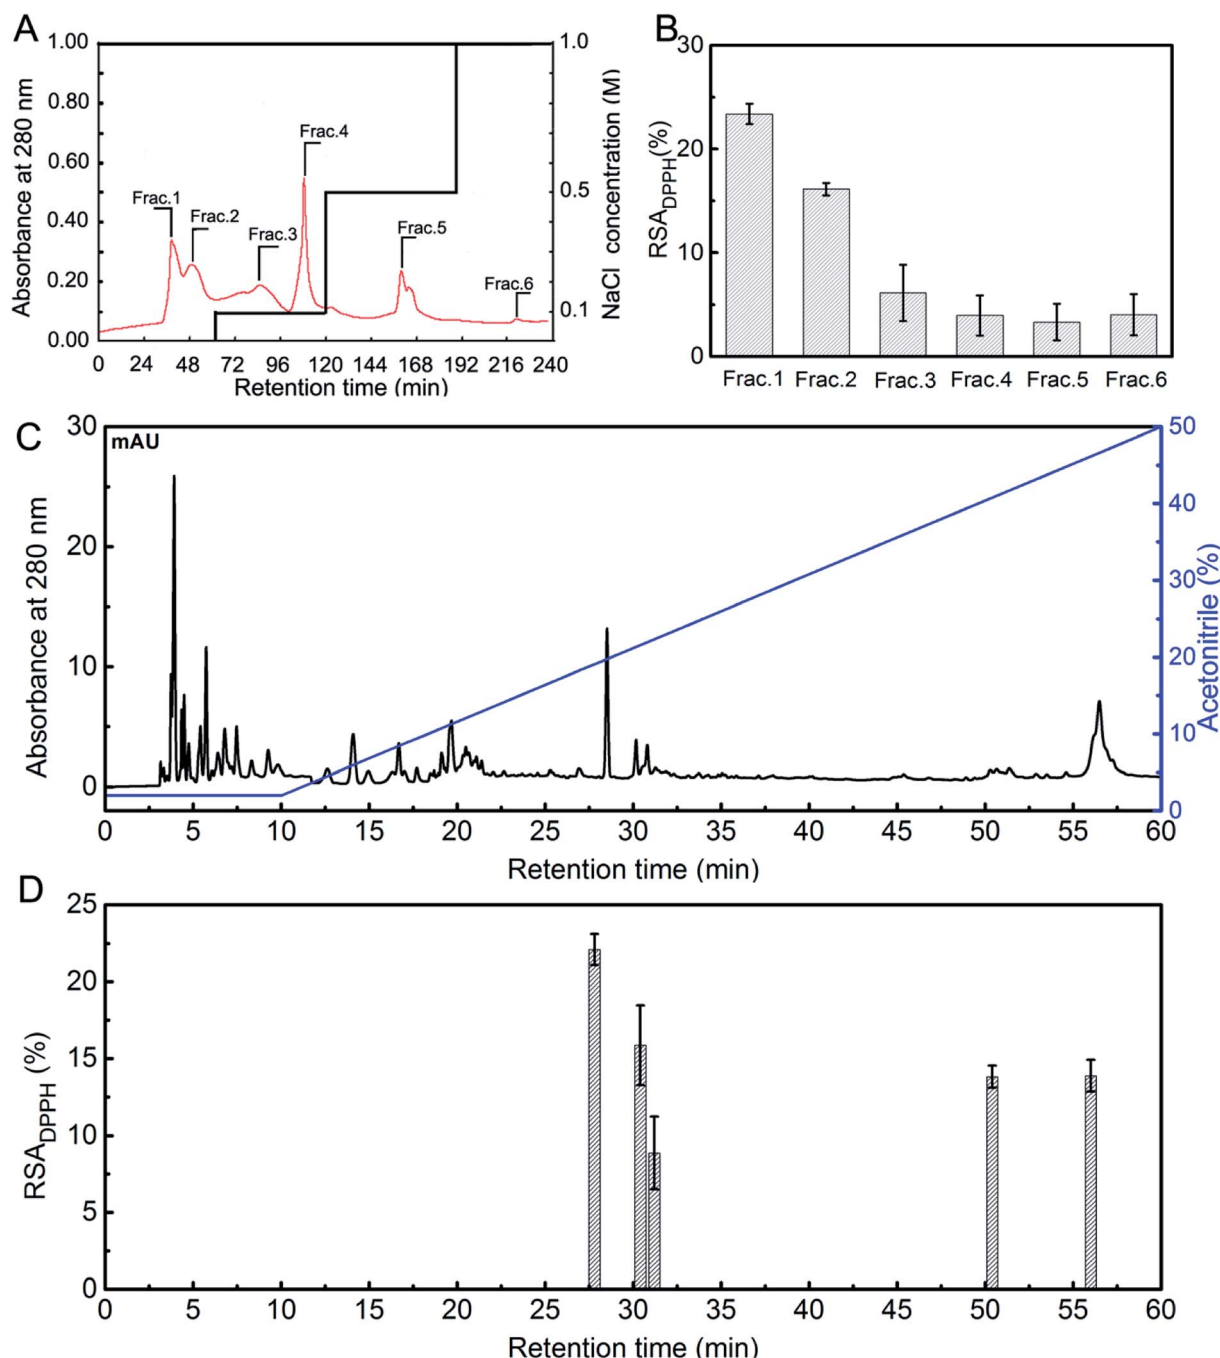 A
1.00
0.80
0.60
0.40
0.20
0.00
Absorbance at 280 nm
Frac.1
Frac.2
Frac.3
Frac.4
Frac.5
Frac.6
1.0
0.5
0.1
NaCl concentration (M)
0 24 48 72 96 120 144 168 192 216 240
Retention time (min)
B
30
20
10
0
RSADPPH(%)
Frac.1 Frac.2 Frac.3 Frac.4 Frac.5 Frac.6
C
mAU
30
20
10
0
Absorbance at 280 nm
50
40
30
20
10
0
Acetonitrile (%)
0 5 10 15 20 25 30 35 40 45 50 55 60
Retention time (min)
D
25
20
15
10
5
0
RSADPPH (%)
0 5 10 15 20 25 30 35 40 45 50 55 60
Retention time (min)